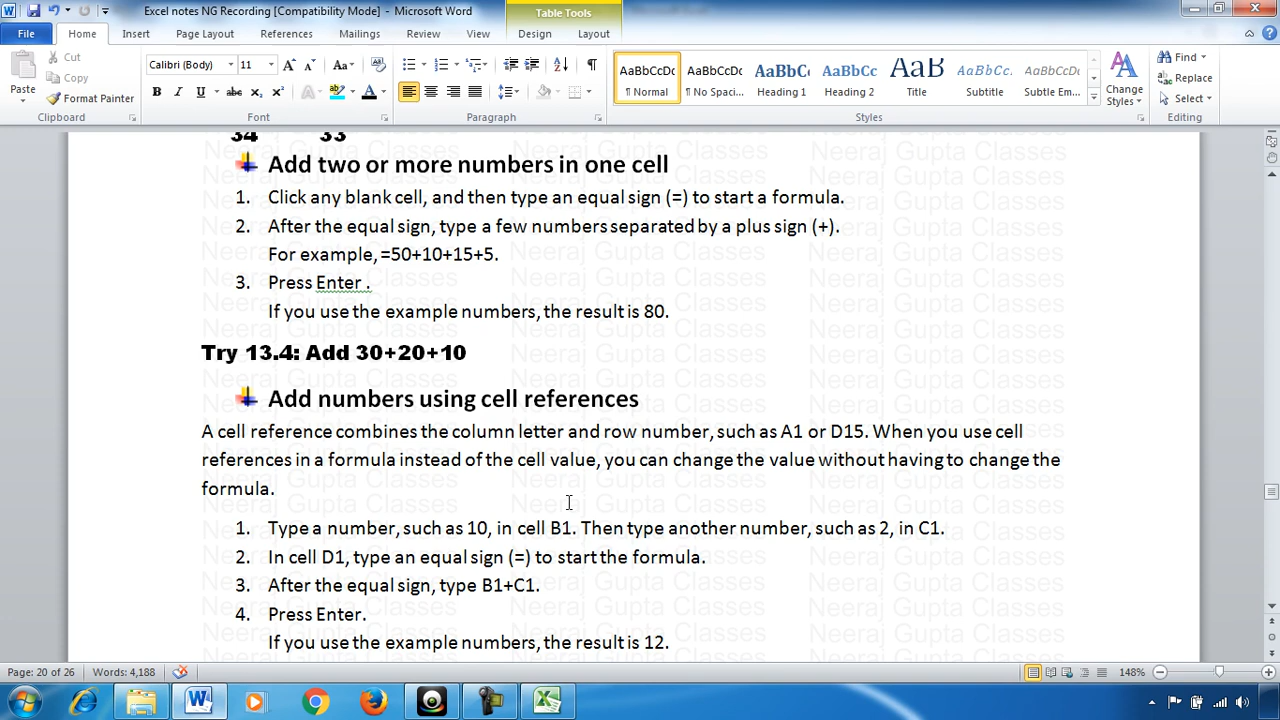 Excel notes NG Recording [Compatibility Mode] - Microsoft Word
Table Tools
File Home Insert Page Layout References Mailings Review View Design Layout
Cut
Copy
Format Painter
Paste
Clipboard
Calibri (Body) 11
Font
Paragraph
AaBbCcDc AaBbCcDc AaBbCc AaBbCc AaB AaBbCc. AaBbCcDc
¶ Normal ¶ No Spaci... Heading 1 Heading 2 Title Subtitle Subtle Em...
Styles
Change Styles
Find
Replace
Select
Editing
34 33
Add two or more numbers in one cell
1. Click any blank cell, and then type an equal sign (=) to start a formula.
2. After the equal sign, type a few numbers separated by a plus sign (+).
For example, =50+10+15+5.
3. Press Enter .
If you use the example numbers, the result is 80.
Try 13.4: Add 30+20+10
Add numbers using cell references
A cell reference combines the column letter and row number, such as A1 or D15. When you use cell
references in a formula instead of the cell value, you can change the value without having to change the
formula.
1. Type a number, such as 10, in cell B1. Then type another number, such as 2, in C1.
2. In cell D1, type an equal sign (=) to start the formula.
3. After the equal sign, type B1+C1.
4. Press Enter.
If you use the example numbers, the result is 12.
Neeraj Gupta Classes
Page: 20 of 26 Words: 4,188 148%